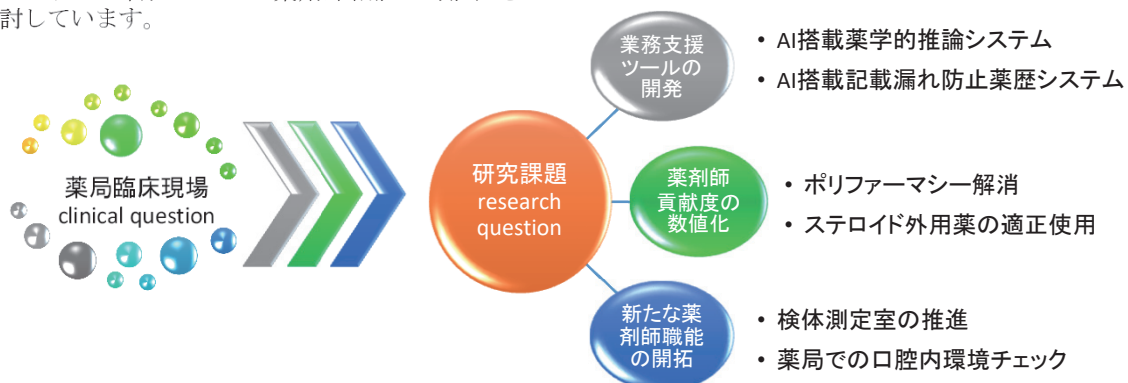 討しています。
薬局臨床現場
clinical question
研究課題
research
question
業務支援
ツールの
開発
• AI搭載薬学的推論システム
• AI搭載記載漏れ防止薬歴システム
薬剤師
貢献度の
数値化
• ポリファーマシー解消
• ステロイド外用薬の適正使用
新たな薬
剤師職能
の開拓
• 検体測定室の推進
• 薬局での口腔内環境チェック